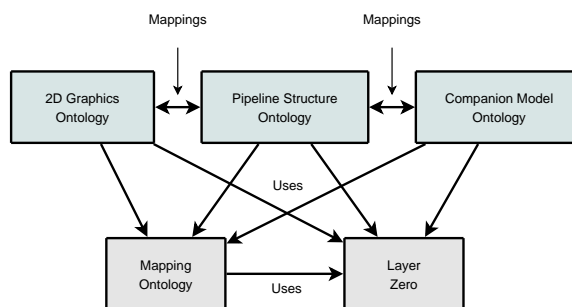 Mappings
Mappings
2D Graphics
Ontology
Pipeline Structure
Ontology
Companion Model
Ontology
Uses
Mapping
Ontology
Uses
Layer
Zero